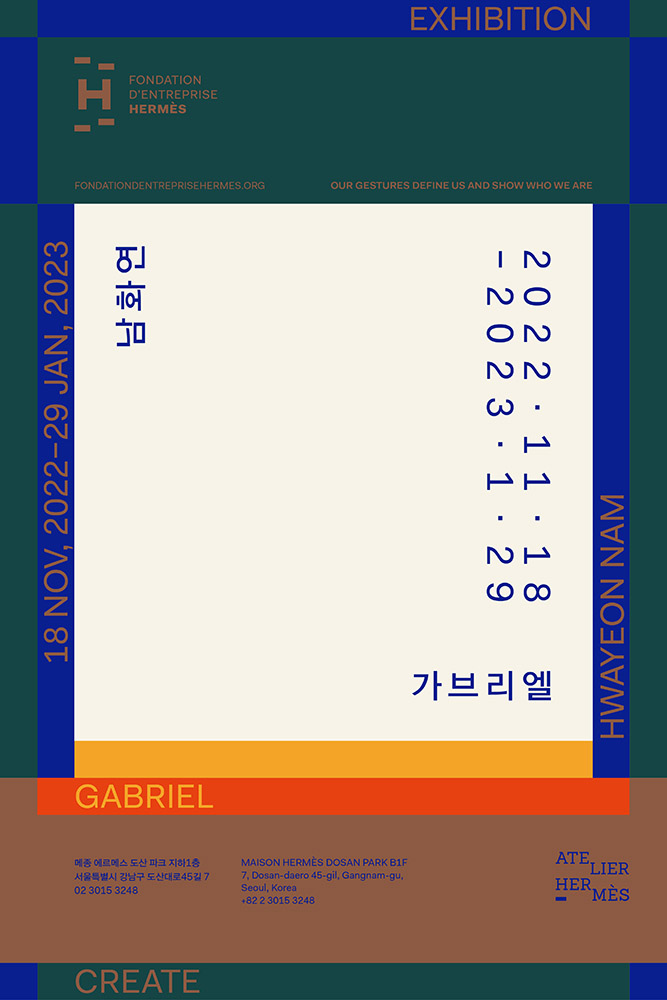 EXHIBITION
FONDATION
D'ENTREPRISE
HERMÈS
FONDATIONDENTREPRISEHERMES.ORG
OUR GESTURES DEFINE US AND SHOW WHO WE ARE
18 NOV, 2022–29 JAN, 2023
남화연
2022.11.18
–2023.1.29
가브리엘
HWAYEON NAM
GABRIEL
메종 에르메스 도산 파크 지하1층
서울특별시 강남구 도산대로45길 7
02 3015 3248
MAISON HERMÈS DOSAN PARK B1F
7, Dosan-daero 45-gil, Gangnam-gu,
Seoul, Korea
+82 2 3015 3248
ATELIER
HERMÈS
CREATE